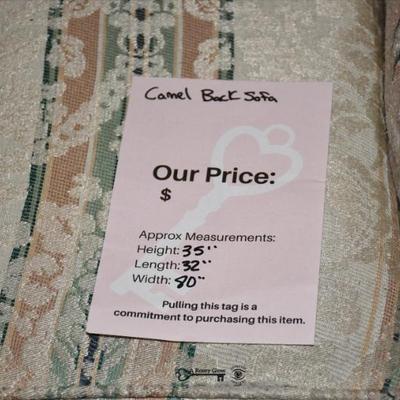 Camel Back Sofa
Our Price:
$
Approx Measurements:
Height: 35"
Length: 32"
Width: 80"
Pulling this tag is a
commitment to purchasing this item.